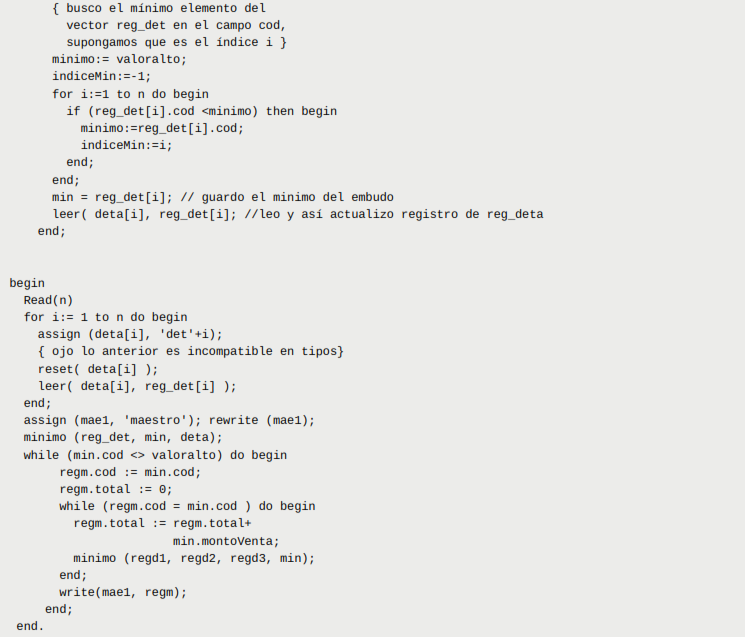 { busco el mínimo elemento del
vector reg_det en el campo cod,
supongamos que es el índice i }
minimo:= valoralto;
indiceMin:=-1;
for i:=1 to n do begin
if (reg_det[i].cod <minimo) then begin
minimo:=reg_det[i].cod;
indiceMin:=i;
end;
end;
min = reg_det[i]; // guardo el minimo del embudo
leer( deta[i], reg_det[i]; //leo y así actualizo registro de reg_deta
end;
begin
Read(n)
for i:= 1 to n do begin
assign (deta[i], 'det'+i);
{ ojo lo anterior es incompatible en tipos}
reset( deta[i] );
leer( deta[i], reg_det[i] );
end;
assign (mae1, 'maestro'); rewrite (mae1);
minimo (reg_det, min, deta);
while (min.cod <> valoralto) do begin
regm.cod := min.cod;
regm.total := 0;
while (regm.cod = min.cod ) do begin
regm.total := regm.total+
min.montoVenta;
minimo (regd1, regd2, regd3, min);
end;
write(mae1, regm);
end;
end.